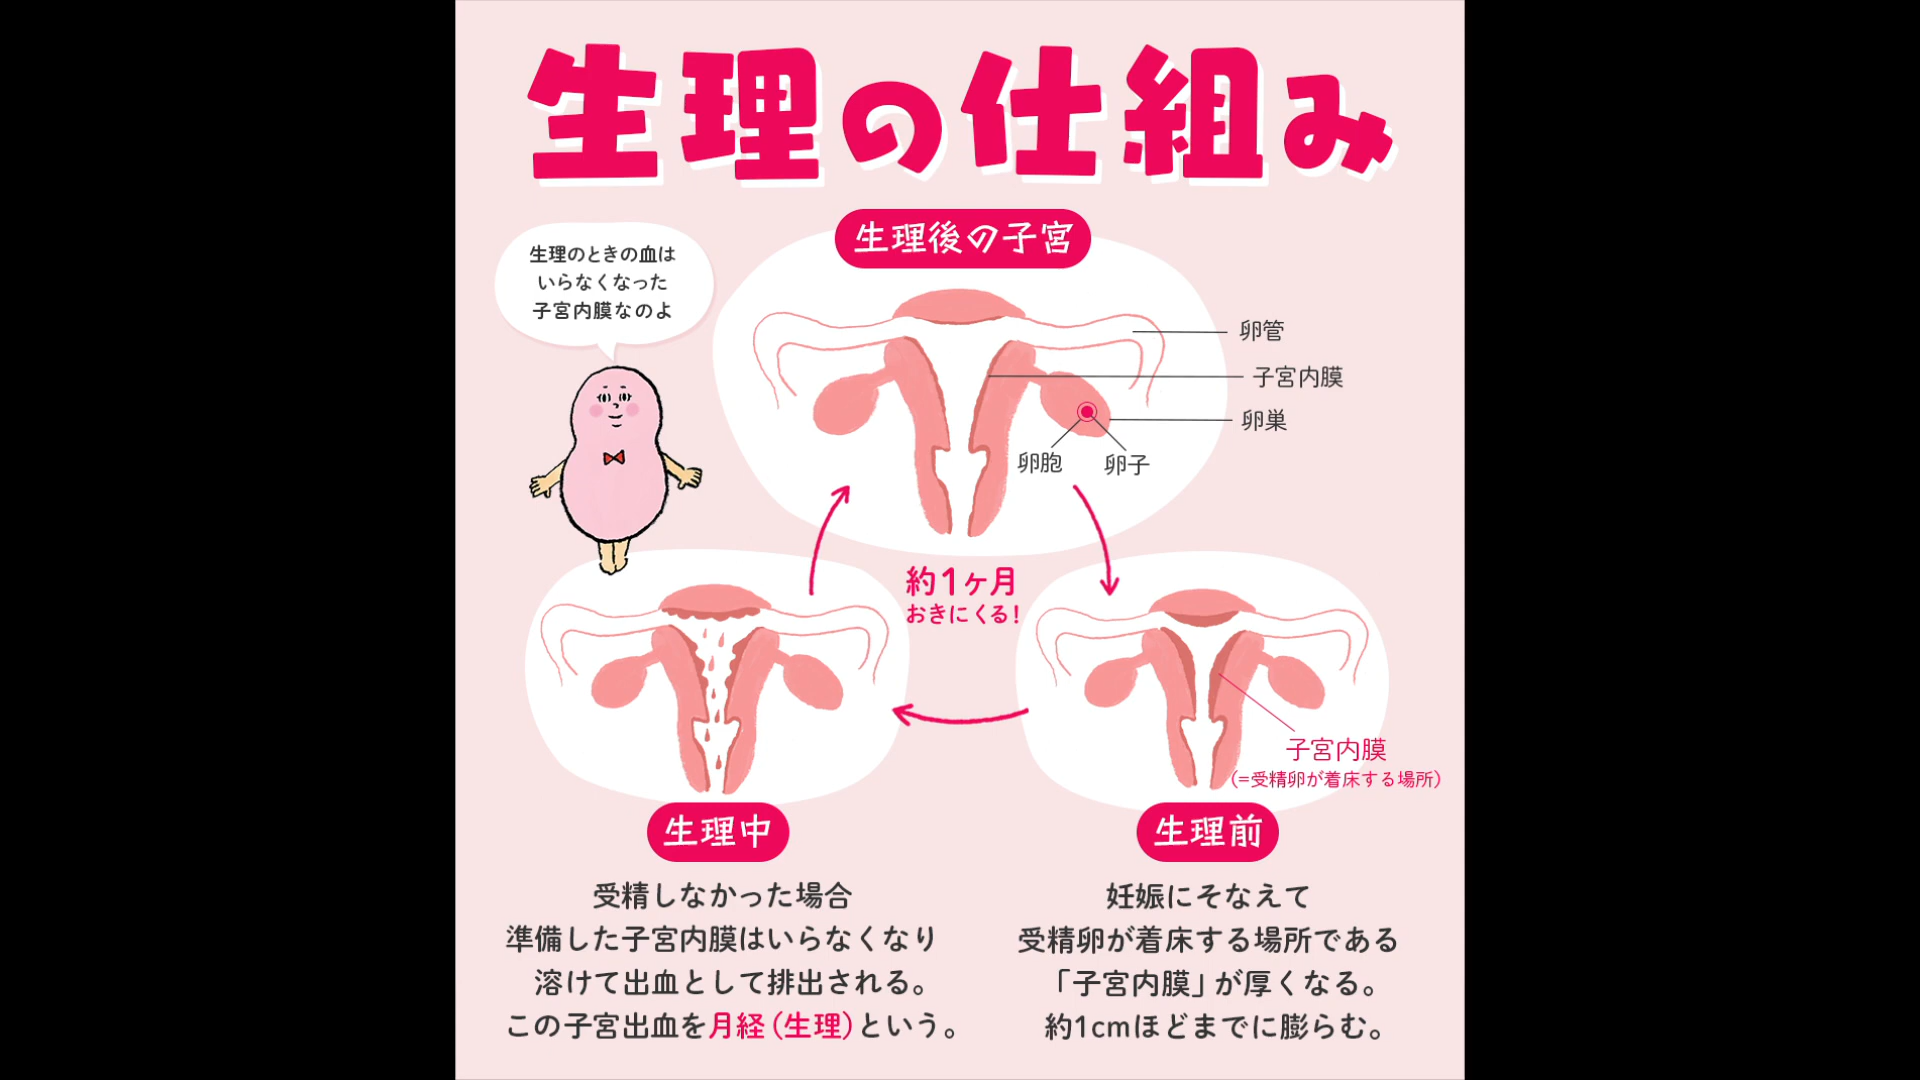 生理の仕組み
生理後の子宮
生理のときの血は
いらなくなった
子宮内膜なのよ
卵管
子宮内膜
卵巣
卵胞
卵子
約1ヶ月
おきにくる!
子宮内膜
(=受精卵が着床する場所)
生理中
受精しなかった場合
準備した子宮内膜はいらなくなり
溶けて出血として排出される。
この子宮出血を月経(生理)という。
生理前
妊娠にそなえて
受精卵が着床する場所である
「子宮内膜」が厚くなる。
約1cmほどまでに膨らむ。